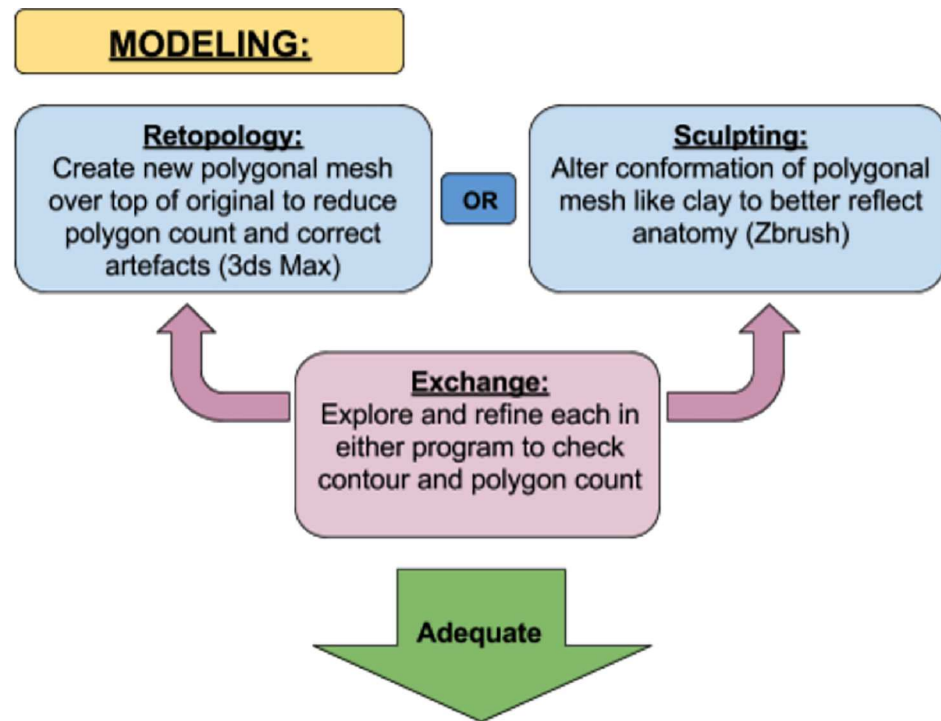 MODELING:
Retopology:
Create new polygonal mesh
over top of original to reduce
polygon count and correct
artefacts (3ds Max)
OR
Sculpting:
Alter conformation of polygonal
mesh like clay to better reflect
anatomy (Zbrush)
Exchange:
Explore and refine each in
either program to check
contour and polygon count
Adequate